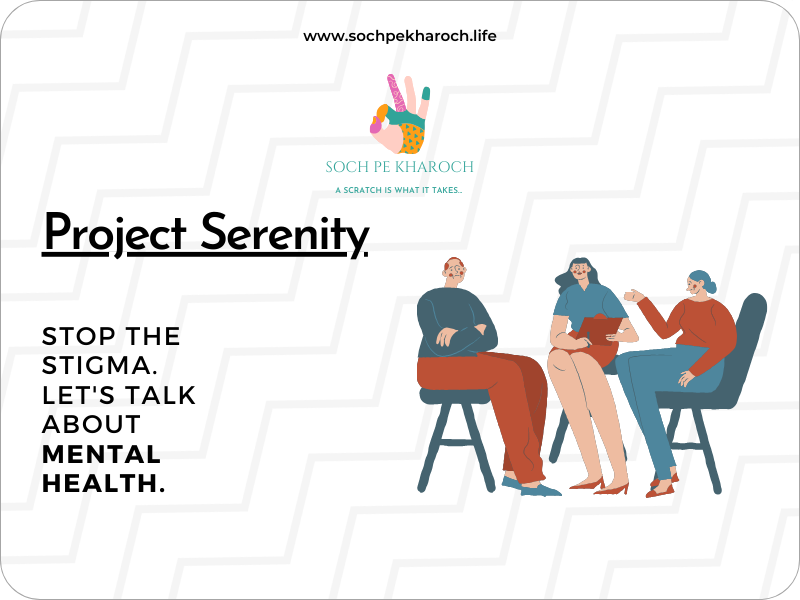 www.sochpekharoch.life
SOCH PE KHAROCH
A SCRATCH IS WHAT IT TAKES..
Project Serenity
STOP THE
STIGMA.
LET'S TALK
ABOUT
MENTAL
HEALTH.